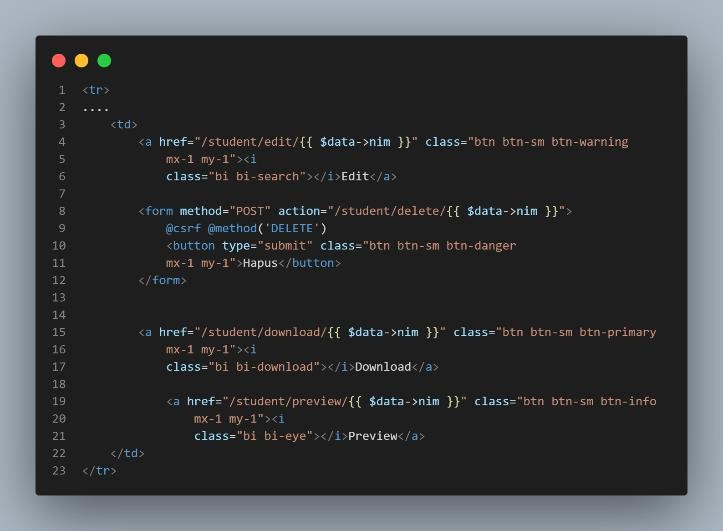 1 <tr>
2 ....
3     <td>
4         <a href="/student/edit/{{ $data->nim }}" class="btn btn-sm btn-warning
5             mx-1 my-1"><i
6             class="bi bi-search"></i>Edit</a>
7
8         <form method="POST" action="/student/delete/{{ $data->nim }}">
9             @csrf @method('DELETE')
10             <button type="submit" class="btn btn-sm btn-danger
11             mx-1 my-1">Hapus</button>
12         </form>
13
14
15         <a href="/student/download/{{ $data->nim }}" class="btn btn-sm btn-primary
16             mx-1 my-1"><i
17             class="bi bi-download"></i>Download</a>
18
19             <a href="/student/preview/{{ $data->nim }}" class="btn btn-sm btn-info
20                 mx-1 my-1"><i
21                 class="bi bi-eye"></i>Preview</a>
22     </td>
23 </tr>